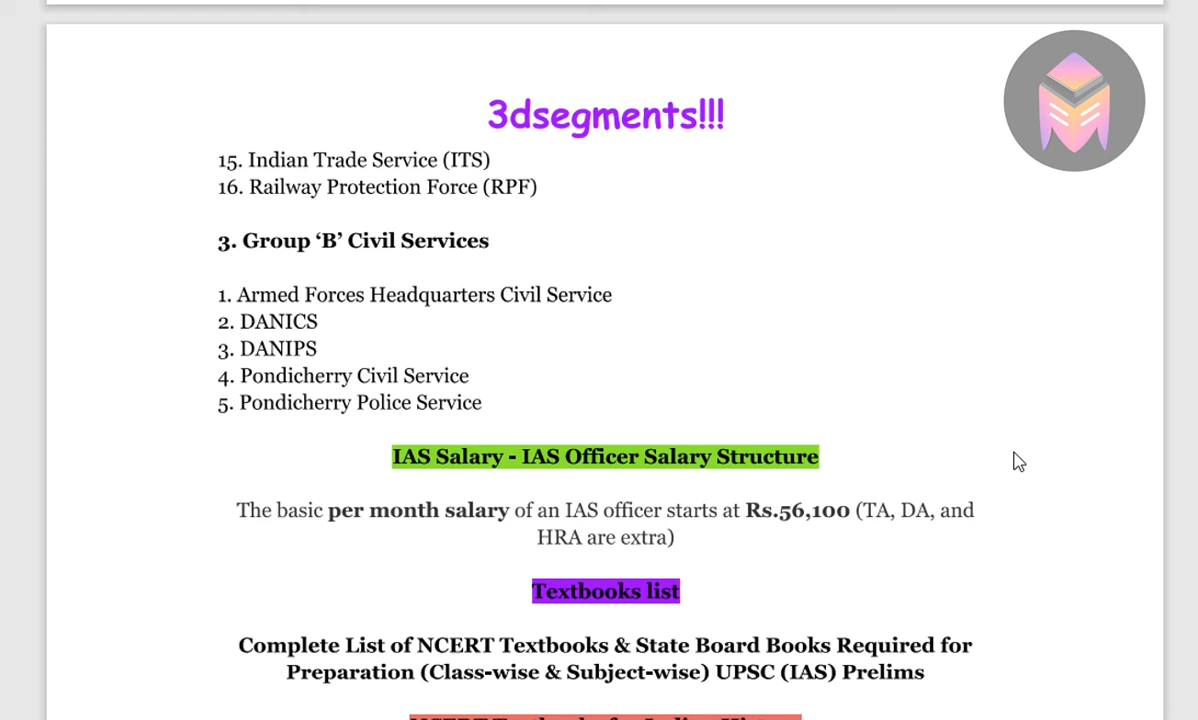 3dsegments!!!
15. Indian Trade Service (ITS)
16. Railway Protection Force (RPF)
3. Group ‘B’ Civil Services
1. Armed Forces Headquarters Civil Service
2. DANICS
3. DANIPS
4. Pondicherry Civil Service
5. Pondicherry Police Service
IAS Salary - IAS Officer Salary Structure
The basic per month salary of an IAS officer starts at Rs.56,100 (TA, DA, and
HRA are extra)
Textbooks list
Complete List of NCERT Textbooks & State Board Books Required for
Preparation (Class-wise & Subject-wise) UPSC (IAS) Prelims